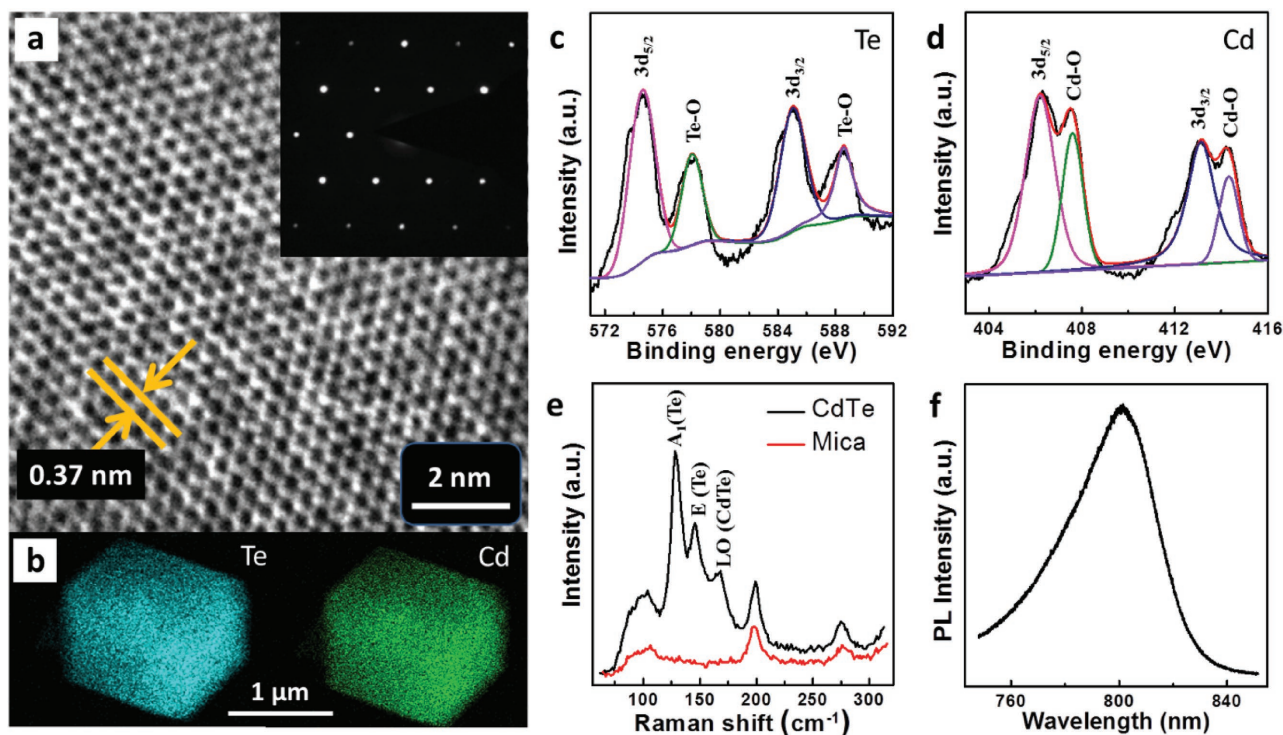 a
0.37 nm
2 nm
b
Te
Cd
1 µm
c
Te
3d5/2
Te-O
3d3/2
Te-O
Intensity (a.u.)
572 576 580 584 588 592
Binding energy (eV)
d
Cd
3d5/2
Cd-O
3d3/2
Cd-O
Intensity (a.u.)
404 408 412 416
Binding energy (eV)
e
CdTe
Mica
A1(Te)
E (Te)
LO (CdTe)
Intensity (a.u.)
100 150 200 250 300
Raman shift (cm-1)
f
PL Intensity (a.u.)
760 800 840
Wavelength (nm)